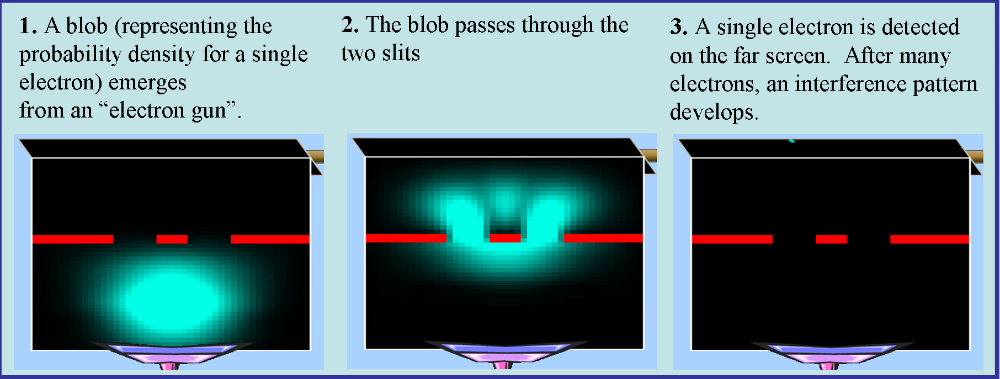 1. A blob (representing the
probability density for a single
electron) emerges
from an “electron gun”.
2. The blob passes through the
two slits
3. A single electron is detected
on the far screen.  After many
electrons, an interference pattern
develops.